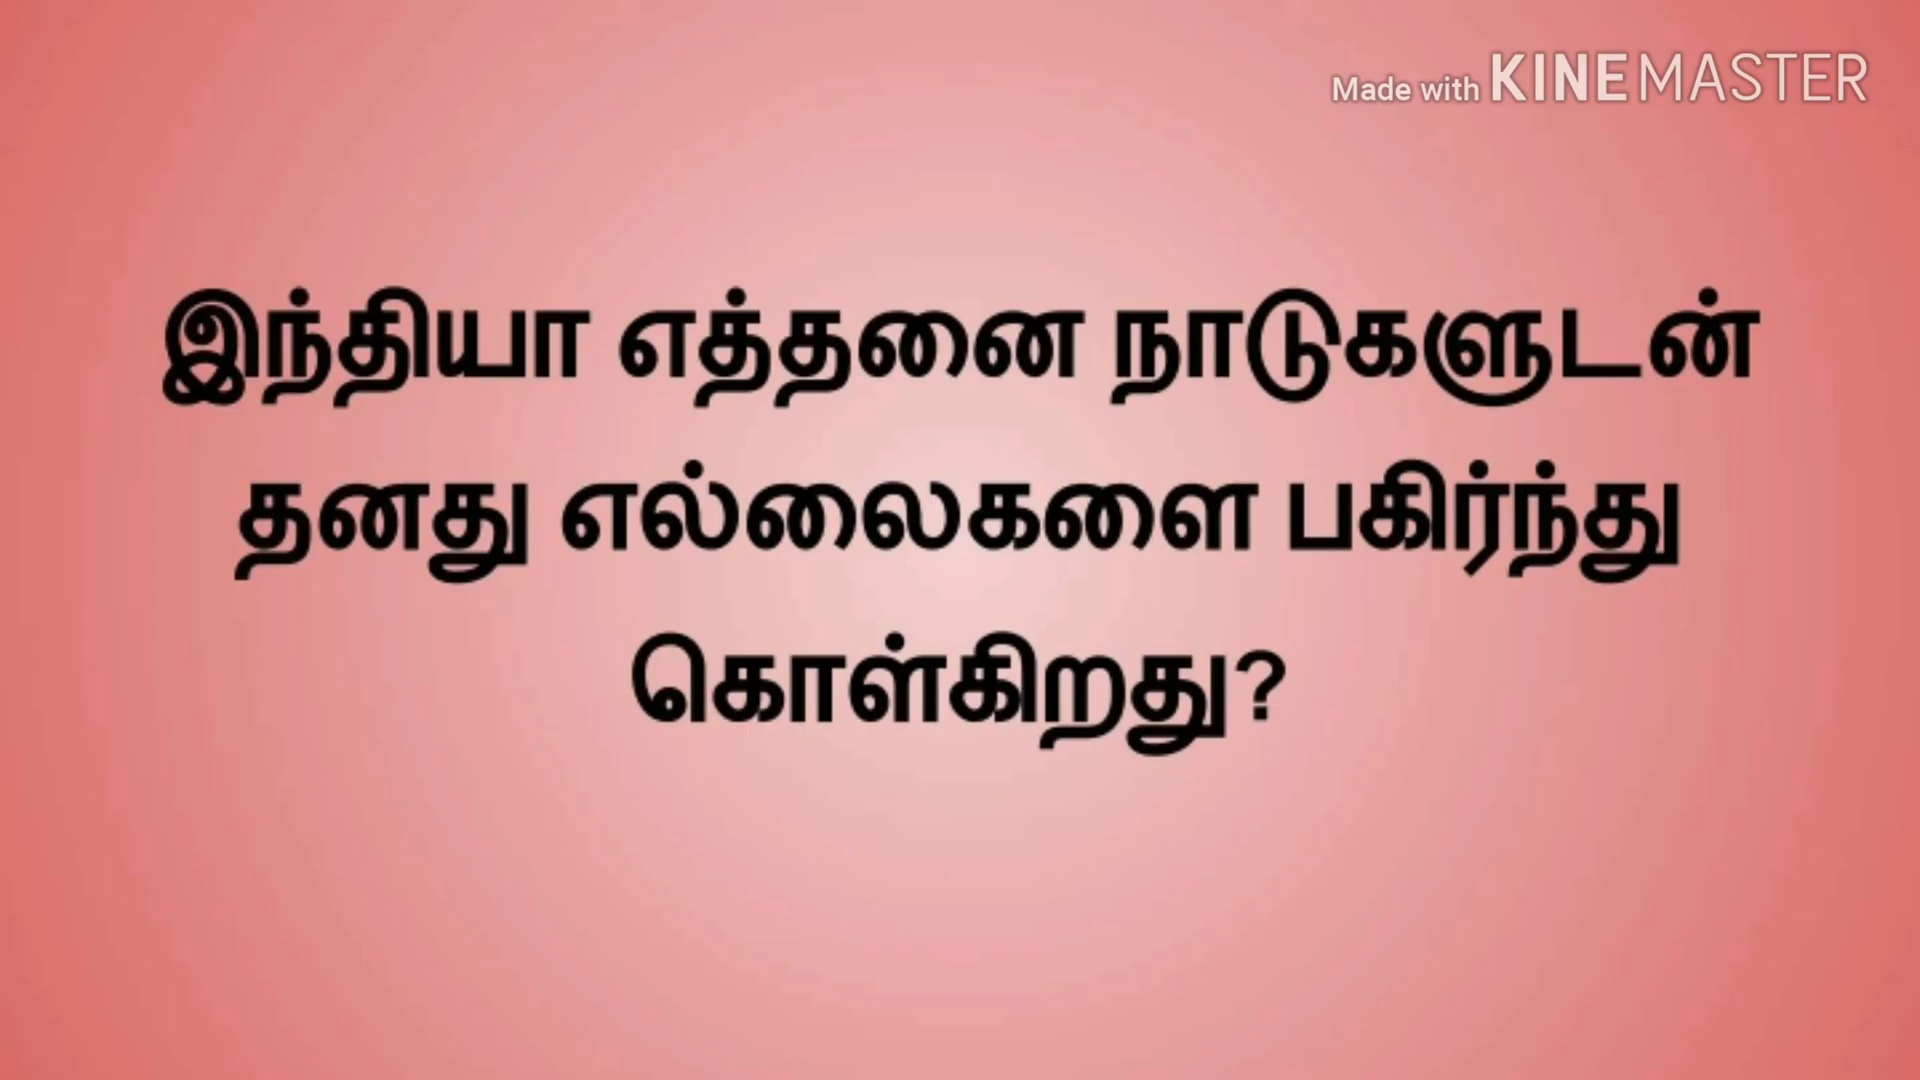 Made with KINEMASTER
இந்தியா எத்தனை நாடுகளுடன்
தனது எல்லைகளை பகிர்ந்து
கொள்கிறது?